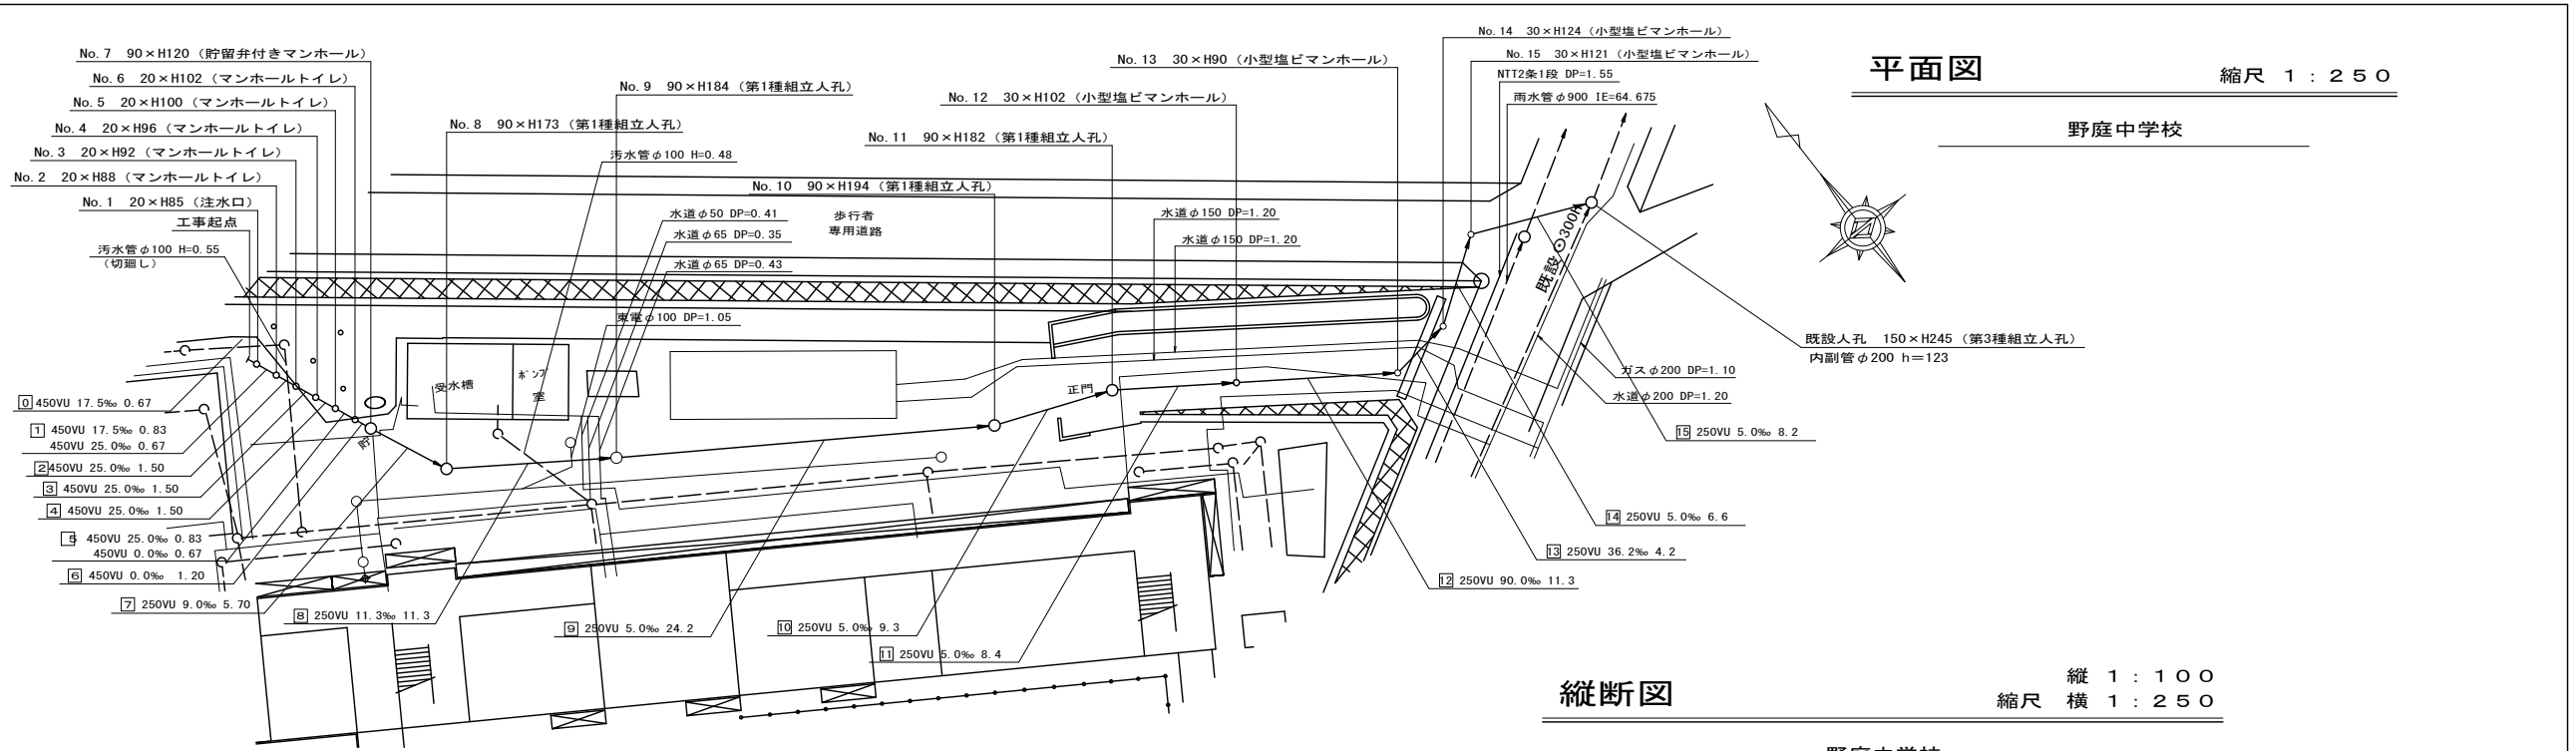 No. 7 90×H120 (貯留弁付きマンホール)
No. 6 20×H102 (マンホールトイレ)
No. 5 20×H100 (マンホールトイレ)
No. 4 20×H96 (マンホールトイレ)
No. 3 20×H92 (マンホールトイレ)
No. 2 20×H88 (マンホールトイレ)
No. 1 20×H85 (注水口)
工事起点
汚水管φ100 H=0.55
(切廻し)
No. 8 90×H173 (第1種組立人孔)
No. 9 90×H184 (第1種組立人孔)
汚水管φ100 H=0.48
No. 10 90×H194 (第1種組立人孔)
水道φ50 DP=0.41
水道φ65 DP=0.35
水道φ65 DP=0.43
東電φ100 DP=1.05
歩行者
専用道路
No. 11 90×H182 (第1種組立人孔)
No. 12 30×H102 (小型塩ビマンホール)
No. 13 30×H90 (小型塩ビマンホール)
水道φ150 DP=1.20
水道φ150 DP=1.20
No. 14 30×H124 (小型塩ビマンホール)
No. 15 30×H121 (小型塩ビマンホール)
NTT2条1段 DP=1.55
雨水管φ900 IE=64.675
平面図
縮尺 1 : 250
野庭中学校
既設⊙300H
既設人孔 150×H245 (第3種組立人孔)
内副管φ200 h=123
ガスφ200 DP=1.10
水道φ200 DP=1.20
受水槽
ポンプ
室
正門
貯
0 450VU 17.5‰ 0.67
1 450VU 17.5‰ 0.83
450VU 25.0‰ 0.67
2 450VU 25.0‰ 1.50
3 450VU 25.0‰ 1.50
4 450VU 25.0‰ 1.50
5 450VU 25.0‰ 0.83
450VU 0.0‰ 0.67
6 450VU 0.0‰ 1.20
7 250VU 9.0‰ 5.70
8 250VU 11.3‰ 11.3
9 250VU 5.0‰ 24.2
10 250VU 5.0‰ 9.3
11 250VU 5.0‰ 8.4
12 250VU 90.0‰ 11.3
13 250VU 36.2‰ 4.2
14 250VU 5.0‰ 6.6
15 250VU 5.0‰ 8.2
縦断図
縦 1 : 100
縮尺 横 1 : 250
野庭中学校